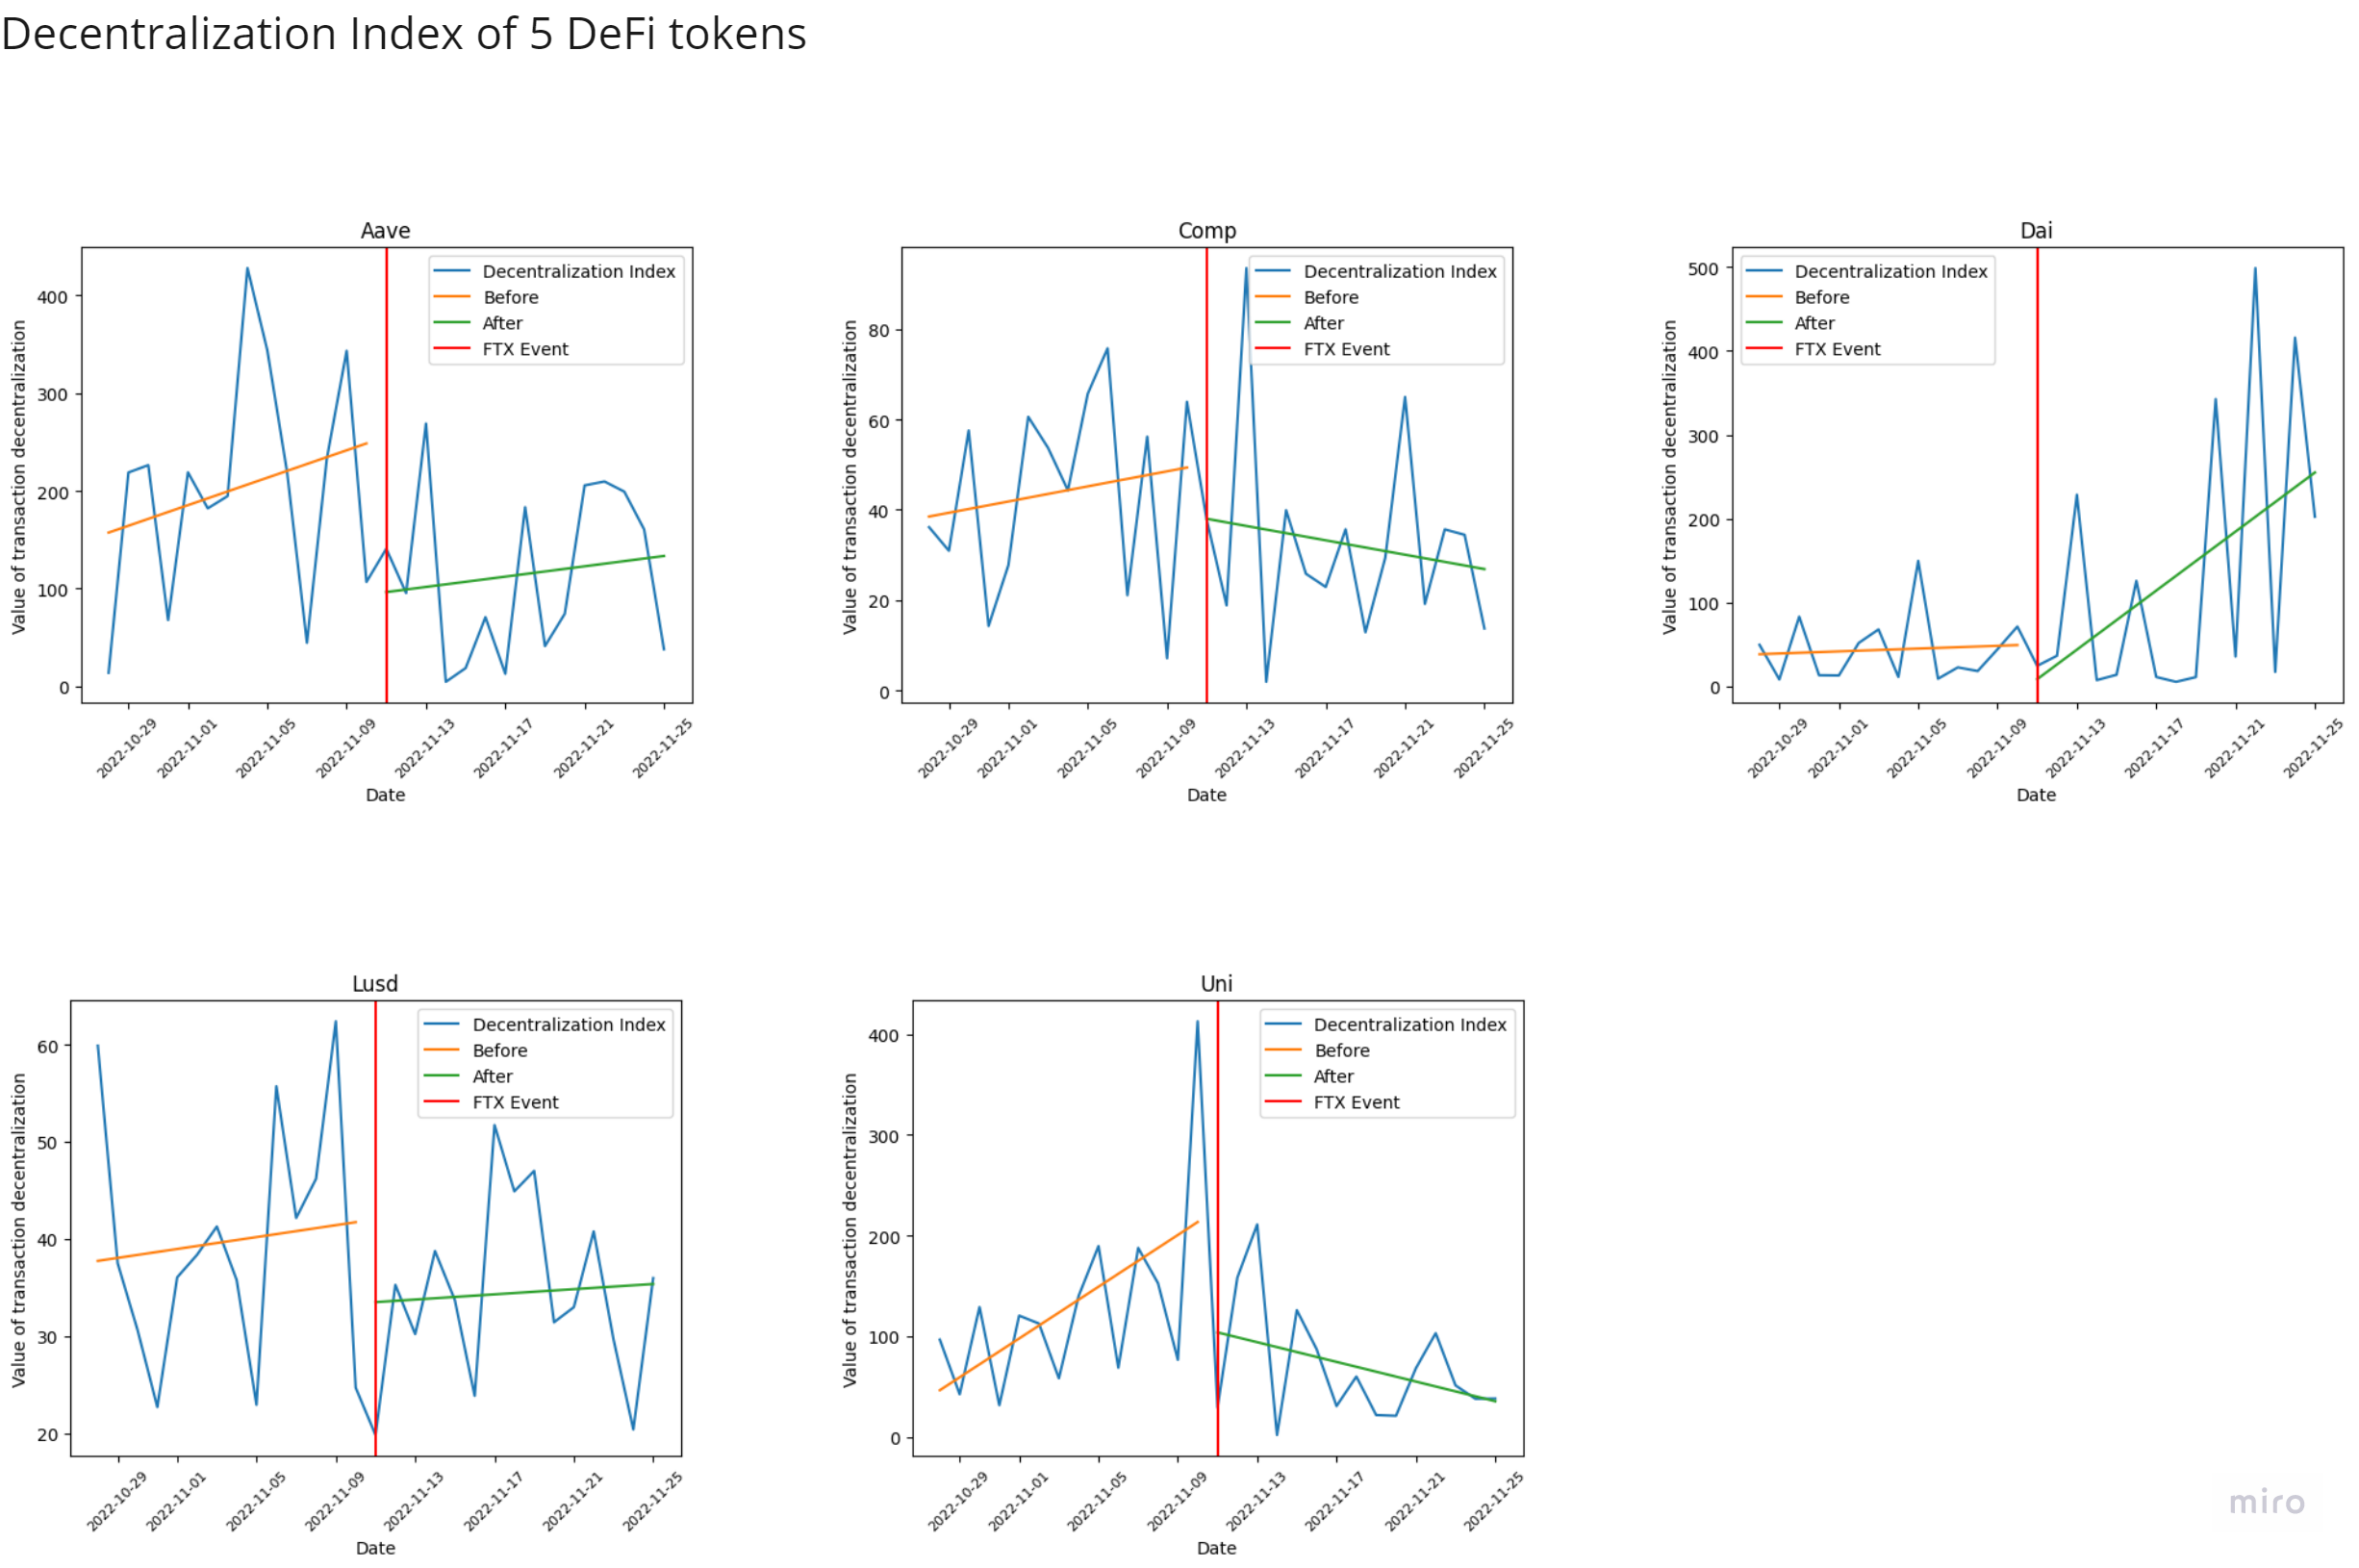 Decentralization Index of 5 DeFi tokens
Aave
Decentralization Index
Before
After
FTX Event
Value of transaction decentralization
400
300
200
100
0
2022-10-29
2022-11-01
2022-11-05
2022-11-09
2022-11-13
2022-11-17
2022-11-21
2022-11-25
Date
Comp
Decentralization Index
Before
After
FTX Event
Value of transaction decentralization
80
60
40
20
0
2022-10-29
2022-11-01
2022-11-05
2022-11-09
2022-11-13
2022-11-17
2022-11-21
2022-11-25
Date
Dai
Decentralization Index
Before
After
FTX Event
Value of transaction decentralization
500
400
300
200
100
0
2022-10-29
2022-11-01
2022-11-05
2022-11-09
2022-11-13
2022-11-17
2022-11-21
2022-11-25
Date
Lusd
Decentralization Index
Before
After
FTX Event
Value of transaction decentralization
60
50
40
30
20
2022-10-29
2022-11-01
2022-11-05
2022-11-09
2022-11-13
2022-11-17
2022-11-21
2022-11-25
Date
Uni
Decentralization Index
Before
After
FTX Event
Value of transaction decentralization
400
300
200
100
0
2022-10-29
2022-11-01
2022-11-05
2022-11-09
2022-11-13
2022-11-17
2022-11-21
2022-11-25
Date
miro